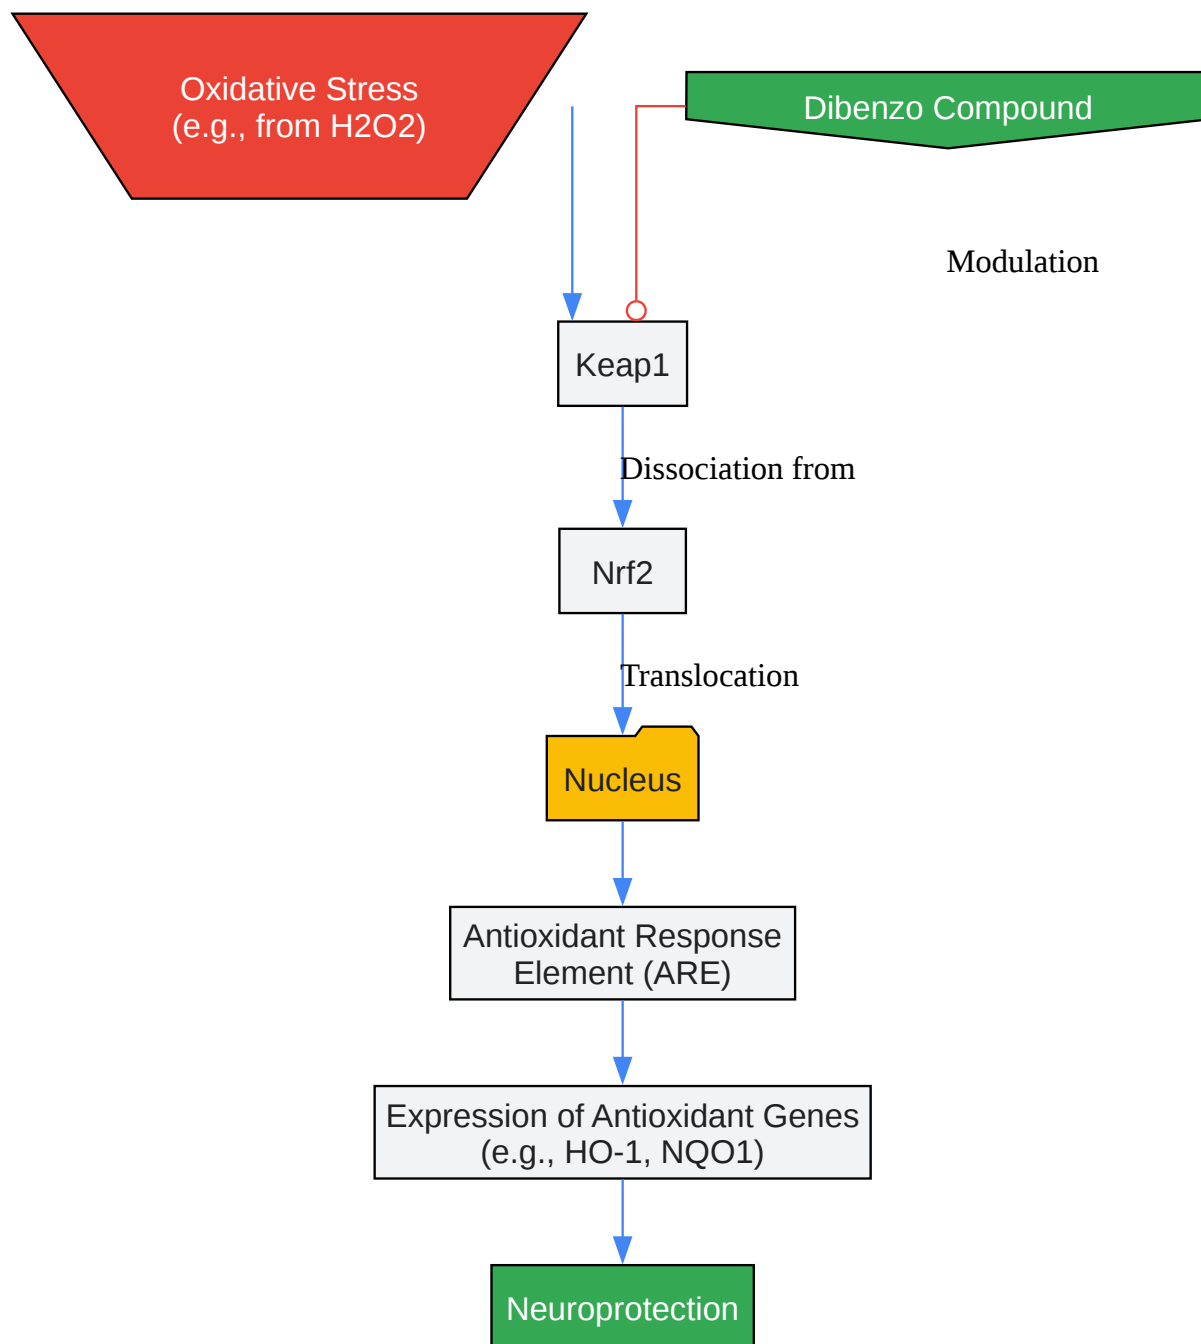 Oxidative Stress
(e.g., from H2O2)
Dibenzo Compound
Modulation
Keap1
Dissociation from
Nrf2
Translocation
Nucleus
Antioxidant Response
Element (ARE)
Expression of Antioxidant Genes
(e.g., HO-1, NQO1)
Neuroprotection